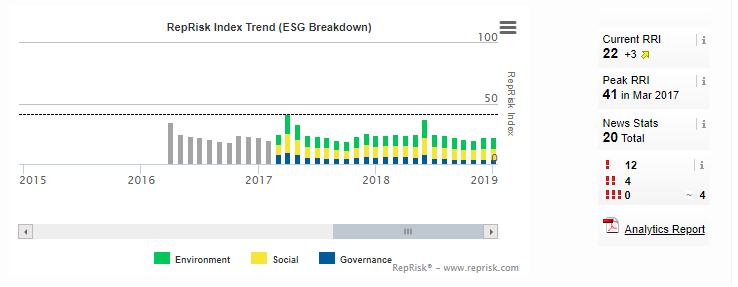 RepRisk Index Trend (ESG Breakdown)
100
50
0
RepRisk Index
2015 2016 2017 2018 2019
Environment Social Governance
RepRisk® – www.reprisk.com
Current RRI i
22 +3
Peak RRI i
41 in Mar 2017
News Stats i
20 Total
12 i
4
0 ~ 4
Analytics Report